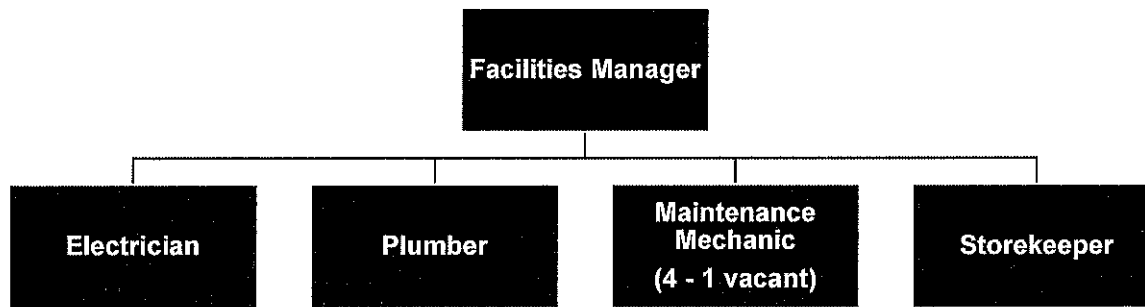 Facilities Manager
Electrician
Plumber
Maintenance
Mechanic
(4 - 1 vacant)
Storekeeper